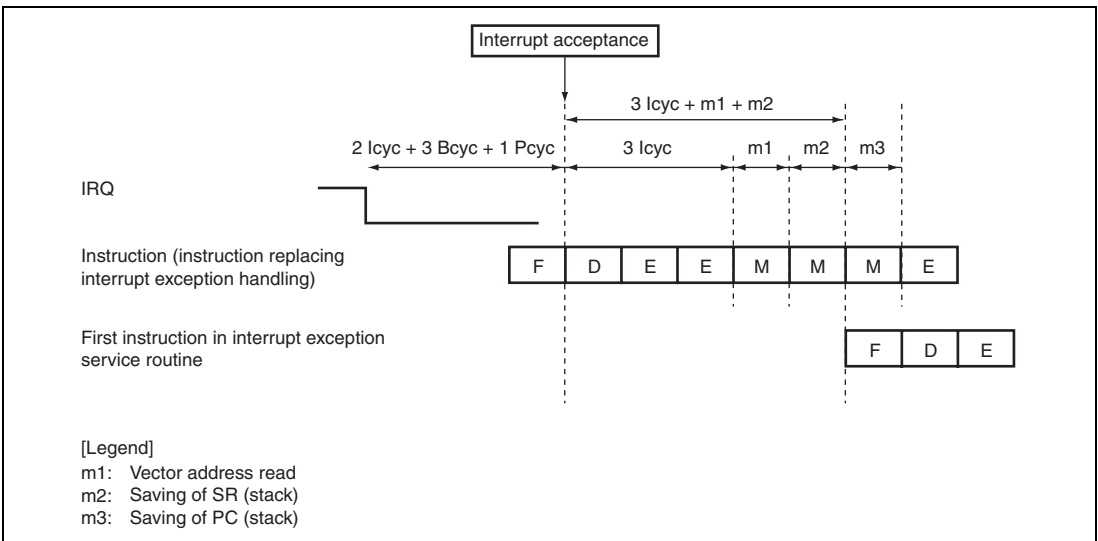 Interrupt acceptance
3 Icyc + m1 + m2
2 Icyc + 3 Bcyc + 1 Pcyc
3 Icyc
m1
m2
m3
IRQ
Instruction (instruction replacing
interrupt exception handling)
F D E E M M M E
First instruction in interrupt exception
service routine
F D E
[Legend]
m1: Vector address read
m2: Saving of SR (stack)
m3: Saving of PC (stack)